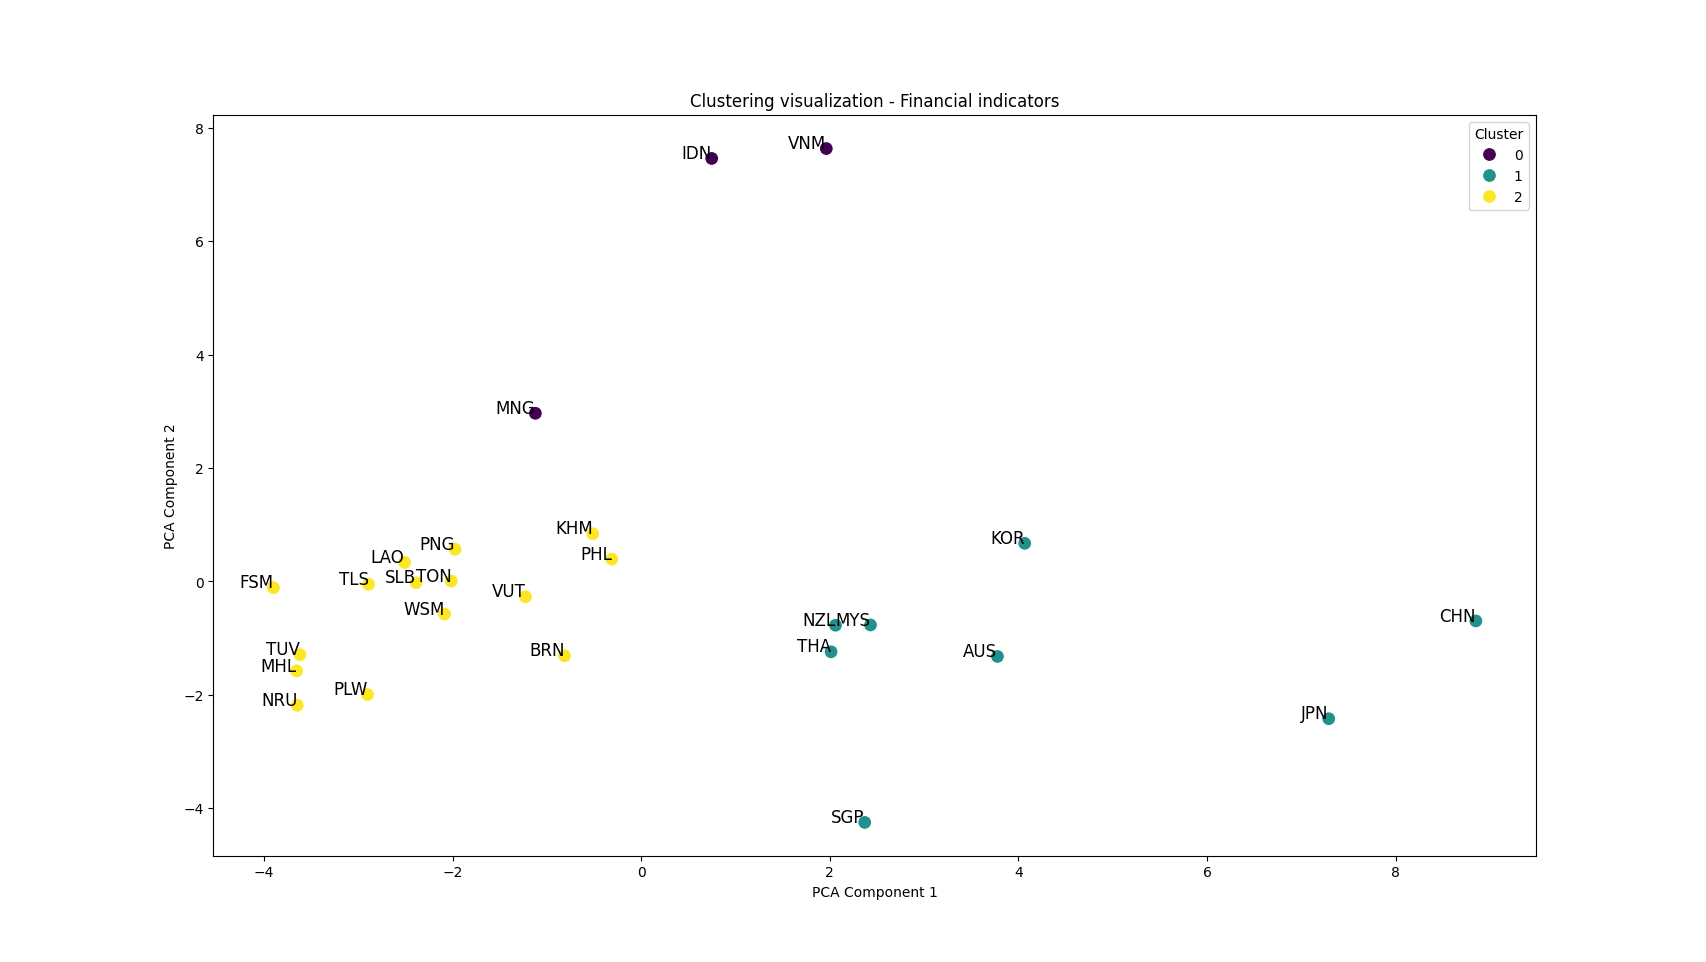 Clustering visualization - Financial indicators
Cluster
0
1
2
PCA Component 2
8
6
4
2
0
−2
−4
IDN
VNM
MNG
KHM
PHL
PNG
LAO
KOR
FSM
TLS
SLB
TON
VUT
WSM
NZL
MYS
CHN
TUV
MHL
BRN
THA
AUS
NRU
PLW
JPN
SGP
−4
−2
0
2
4
6
8
PCA Component 1